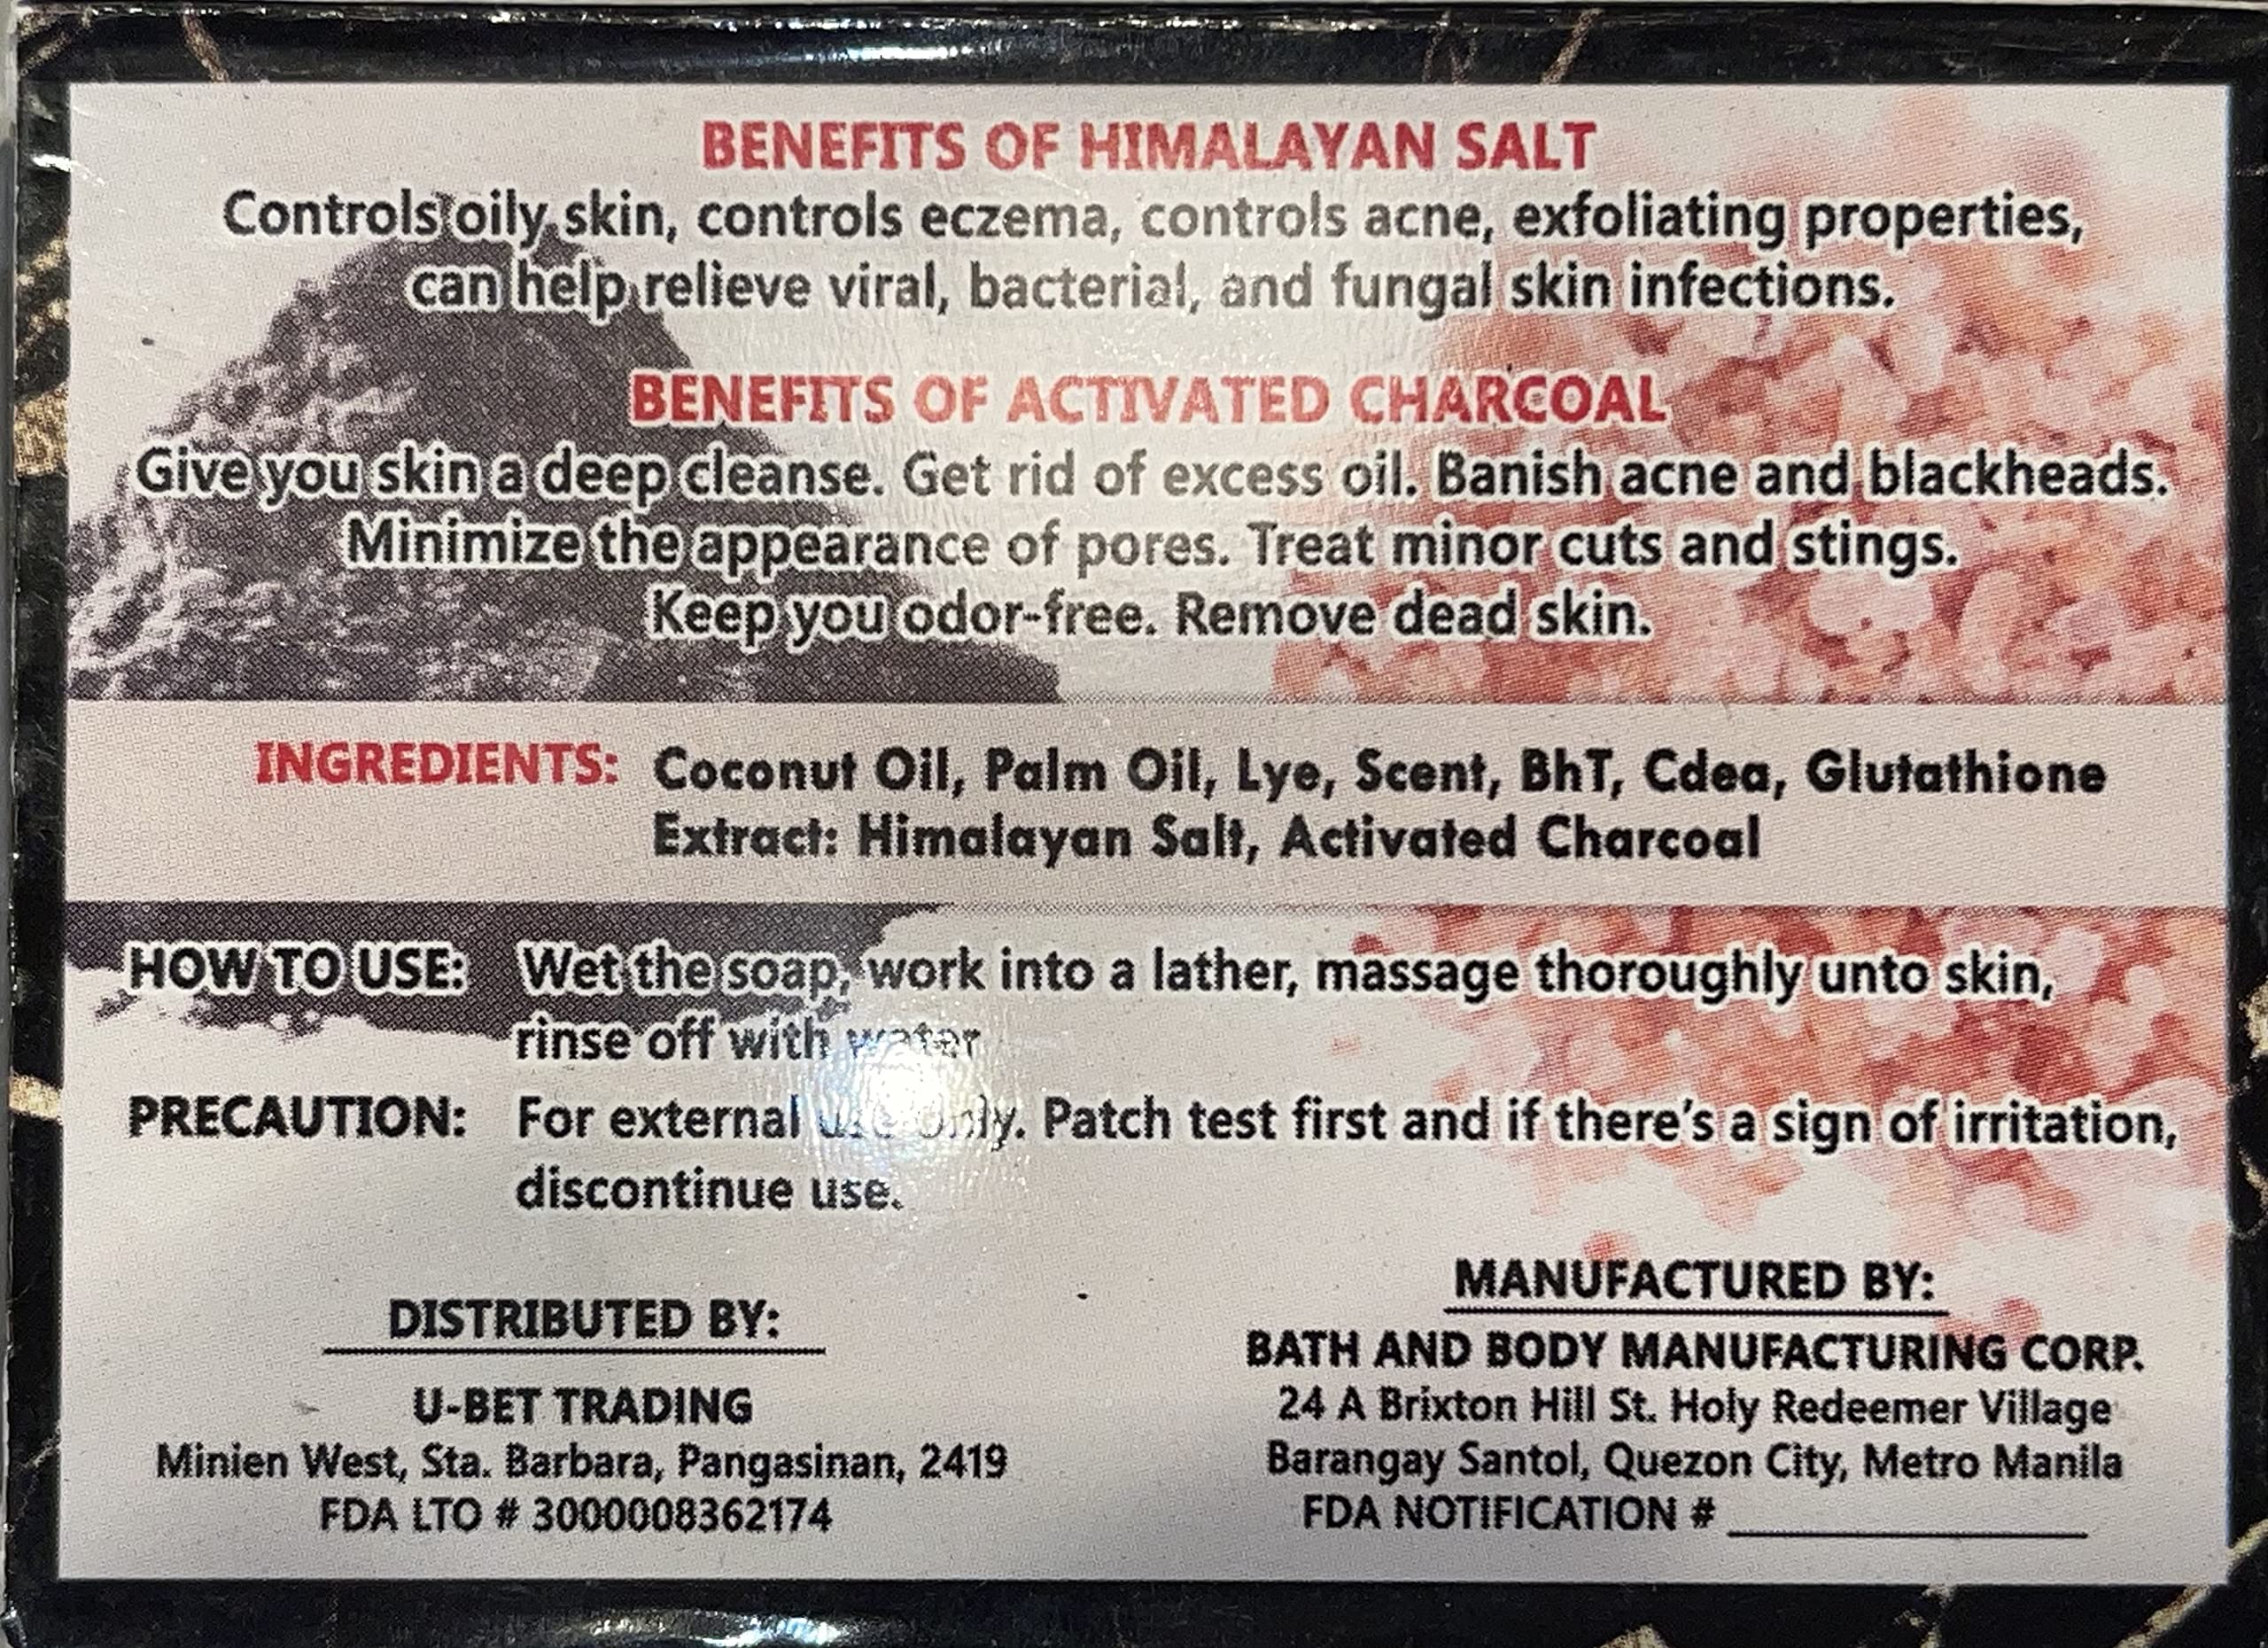 BENEFITS OF HIMALAYAN SALT
Controls oily skin, controls eczema, controls acne, exfoliating properties,
can help relieve viral, bacterial, and fungal skin infections.
BENEFITS OF ACTIVATED CHARCOAL
Give you skin a deep cleanse. Get rid of excess oil. Banish acne and blackheads.
Minimize the appearance of pores. Treat minor cuts and stings.
Keep you odor-free. Remove dead skin.
INGREDIENTS: Coconut Oil, Palm Oil, Lye, Scent, BhT, Cdea, Glutathione
Extract: Himalayan Salt, Activated Charcoal
HOW TO USE: Wet the soap, work into a lather, massage thoroughly unto skin,
rinse off with water
PRECAUTION: For external use only. Patch test first and if there's a sign of irritation,
discontinue use.
DISTRIBUTED BY:
U-BET TRADING
Minien West, Sta. Barbara, Pangasinan, 2419
FDA LTO # 3000008362174
MANUFACTURED BY:
BATH AND BODY MANUFACTURING CORP.
24 A Brixton Hill St. Holy Redeemer Village
Barangay Santol, Quezon City, Metro Manila
FDA NOTIFICATION # ______________